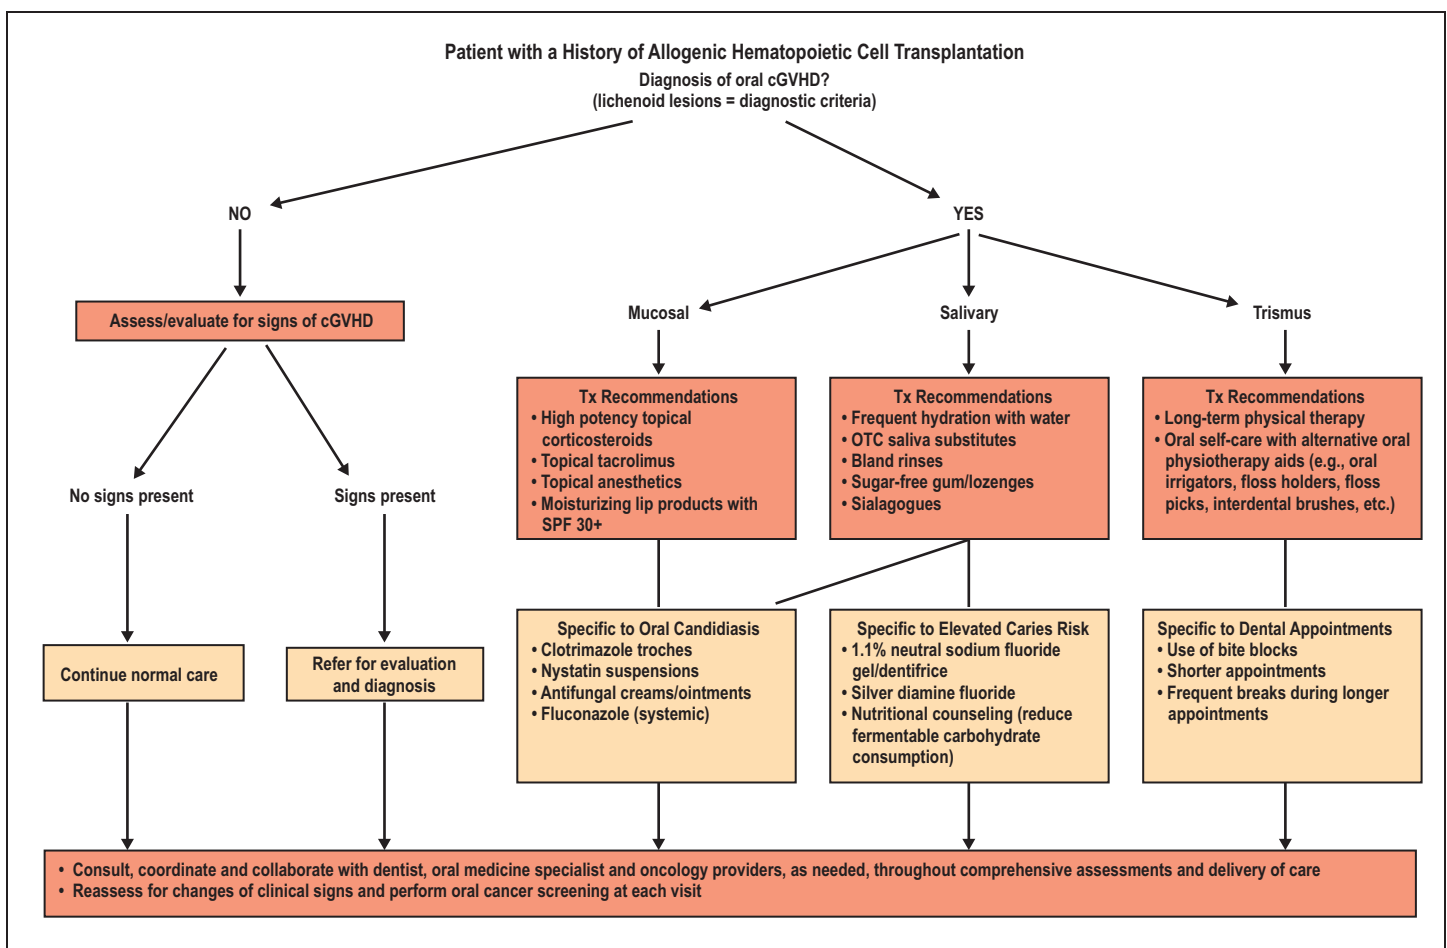 Patient with a History of Allogenic Hematopoietic Cell Transplantation
Diagnosis of oral cGVHD?
(lichenoid lesions = diagnostic criteria)
NO
YES
Assess/evaluate for signs of cGVHD
No signs present
Signs present
Continue normal care
Refer for evaluation
and diagnosis
Mucosal
Salivary
Trismus
Tx Recommendations
• High potency topical
corticosteroids
• Topical tacrolimus
• Topical anesthetics
• Moisturizing lip products with
SPF 30+
Tx Recommendations
• Frequent hydration with water
• OTC saliva substitutes
• Bland rinses
• Sugar-free gum/lozenges
• Sialagogues
Tx Recommendations
• Long-term physical therapy
• Oral self-care with alternative oral
physiotherapy aids (e.g., oral
irrigators, floss holders, floss
picks, interdental brushes, etc.)
Specific to Oral Candidiasis
• Clotrimazole troches
• Nystatin suspensions
• Antifungal creams/ointments
• Fluconazole (systemic)
Specific to Elevated Caries Risk
• 1.1% neutral sodium fluoride
gel/dentifrice
• Silver diamine fluoride
• Nutritional counseling (reduce
fermentable carbohydrate
consumption)
Specific to Dental Appointments
• Use of bite blocks
• Shorter appointments
• Frequent breaks during longer
appointments
• Consult, coordinate and collaborate with dentist, oral medicine specialist and oncology providers, as needed, throughout comprehensive assessments and delivery of care
• Reassess for changes of clinical signs and perform oral cancer screening at each visit